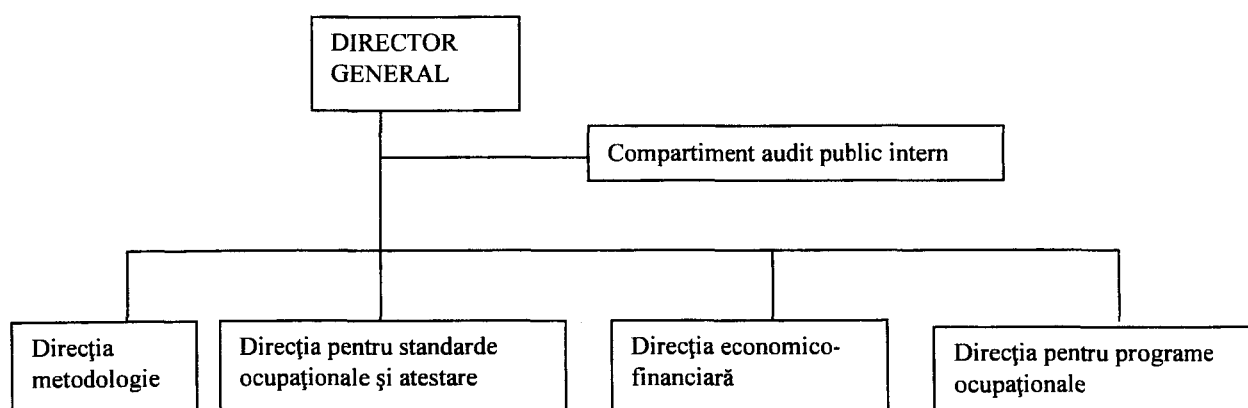 DIRECTOR
GENERAL
Compartiment audit public intern
Direcţia
metodologie
Direcţia pentru standarde
ocupaţionale şi atestare
Direcţia economico-
financiară
Direcţia pentru programe
ocupaţionale